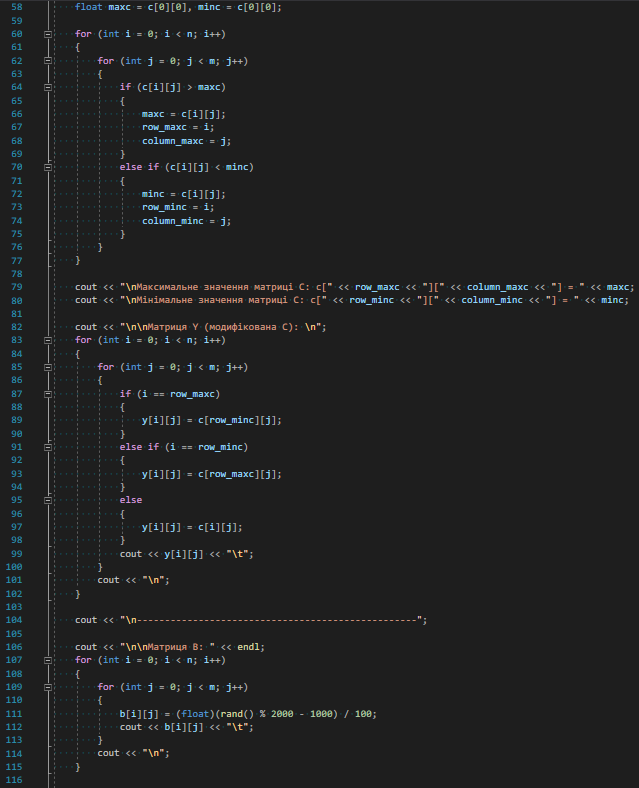 58 float maxc = c[0][0], minc = c[0][0];
59
60 for (int i = 0; i < n; i++)
61 {
62 for (int j = 0; j < m; j++)
63 {
64 if (c[i][j] > maxc)
65 {
66 maxc = c[i][j];
67 row_maxc = i;
68 column_maxc = j;
69 }
70 else if (c[i][j] < minc)
71 {
72 minc = c[i][j];
73 row_minc = i;
74 column_minc = j;
75 }
76 }
77 }
78
79 cout << "\nМаксимальне значення матриці C: c[" << row_maxc << "][" << column_maxc << "] = " << maxc;
80 cout << "\nМінімальне значення матриці C: c[" << row_minc << "][" << column_minc << "] = " << minc;
81
82 cout << "\n\nМатриця Y (модифікована C): \n";
83 for (int i = 0; i < n; i++)
84 {
85 for (int j = 0; j < m; j++)
86 {
87 if (i == row_maxc)
88 {
89 y[i][j] = c[row_minc][j];
90 }
91 else if (i == row_minc)
92 {
93 y[i][j] = c[row_maxc][j];
94 }
95 else
96 {
97 y[i][j] = c[i][j];
98 }
99 cout << y[i][j] << "\t";
100 }
101 cout << "\n";
102 }
103
104 cout << "\n--------------------------------------------------";
105
106 cout << "\n\nМатриця B: " << endl;
107 for (int i = 0; i < n; i++)
108 {
109 for (int j = 0; j < m; j++)
110 {
111 b[i][j] = (float)(rand() % 2000 - 1000) / 100;
112 cout << b[i][j] << "\t";
113 }
114 cout << "\n";
115 }
116